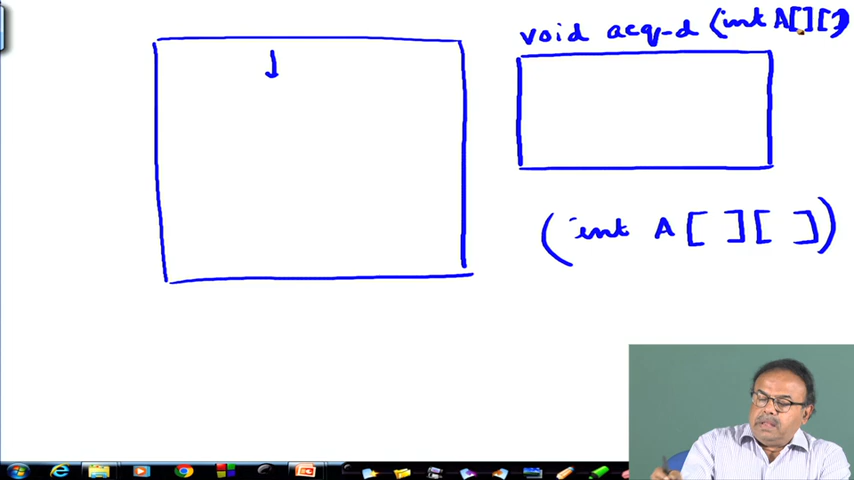 void acq-d (int A[][])
(int A[ ][ ])